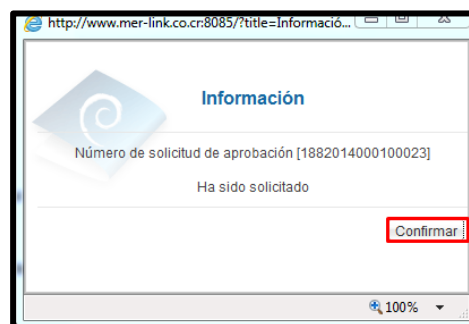 http://www.mer-link.co.cr:8085/?title=Informació...
Información
Número de solicitud de aprobación [1882014000100023]
Ha sido solicitado
Confirmar
100%